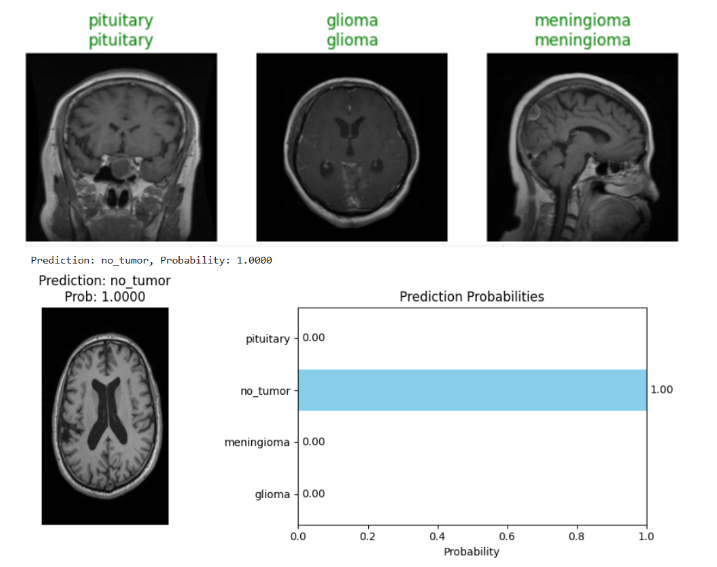 pituitary
pituitary
glioma
glioma
meningioma
meningioma
Prediction: no_tumor, Probability: 1.0000
Prediction: no_tumor
Prob: 1.0000
Prediction Probabilities
pituitary
0.00
no_tumor
1.00
meningioma
0.00
glioma
0.00
0.0
0.2
0.4
0.6
0.8
1.0
Probability